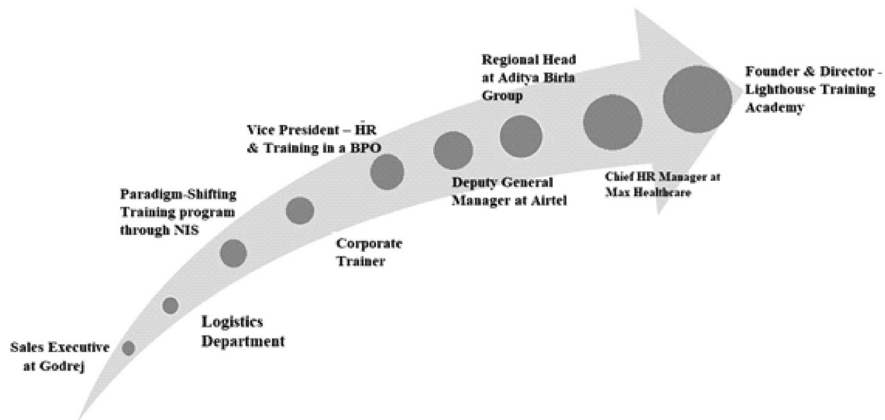 Sales Executive
at Godrej
Logistics
Department
Paradigm-Shifting
Training program
through NIS
Corporate
Trainer
Vice President – HR
& Training in a BPO
Deputy General
Manager at Airtel
Regional Head
at Aditya Birla
Group
Chief HR Manager at
Max Healthcare
Founder & Director -
Lighthouse Training
Academy